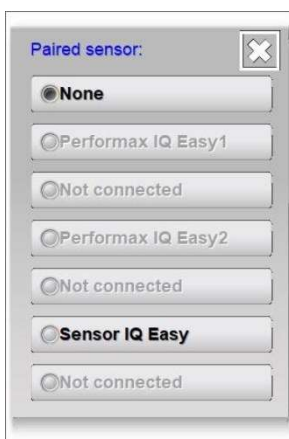 Paired sensor:
None
Performax IQ Easy1
Not connected
Performax IQ Easy2
Not connected
Sensor IQ Easy
Not connected